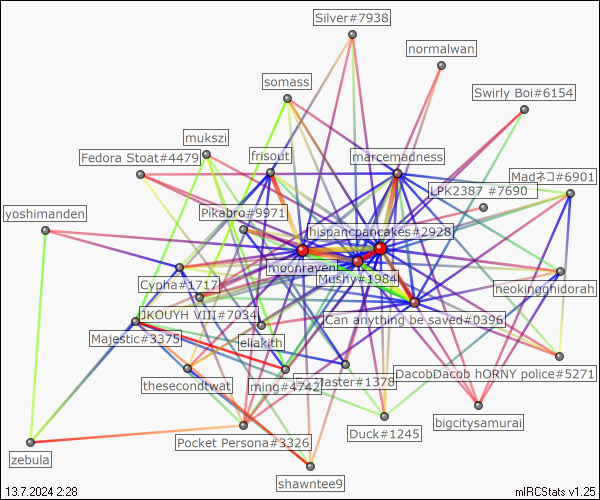 Silver#7938
normalwan
somass
Swirly Boi#6154
mukszi
Fedora Stoat#4479
frisout
marcemadness
Madネコ#6901
LPK2387 #7690
yoshimanden
Pikabro#9971
hispancpancakes#2928
moonraven
Mushy#1984
Cypha#1717
heokingghidorah
JKOUYH VIII#7034
Can anything be saved#0396
Majestic#3375
eliakith
DacobDacob hORNY police#5271
thesecondtwat
ming#4742
Master#1378
bigcitysamurai
Duck#1245
Pocket Persona#3326
zebula
shawntee9
13.7.2024 2:28
mIRCStats v1.25